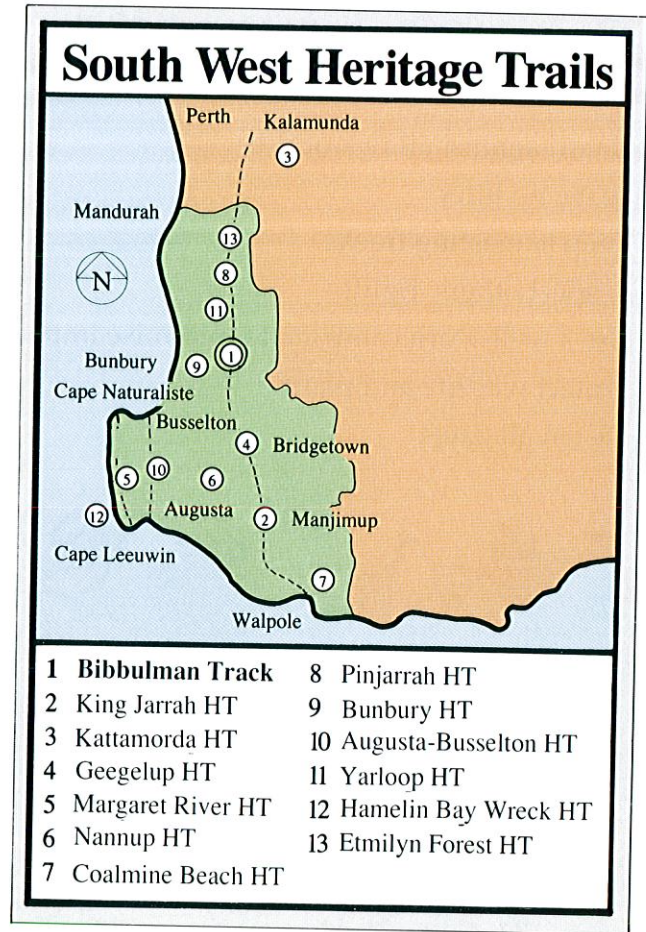 South West Heritage Trails
Perth
Kalamunda
3
Mandurah
13
N
8
11
1
Bunbury
9
Cape Naturaliste
Busselton
4
Bridgetown
5
10
6
12
Augusta
2
Manjimup
Cape Leeuwin
7
Walpole
1 Bibbulman Track
2 King Jarrah HT
3 Kattamorda HT
4 Geegelup HT
5 Margaret River HT
6 Nannup HT
7 Coalmine Beach HT
8 Pinjarrah HT
9 Bunbury HT
10 Augusta-Busselton HT
11 Yarloop HT
12 Hamelin Bay Wreck HT
13 Etmilyn Forest HT